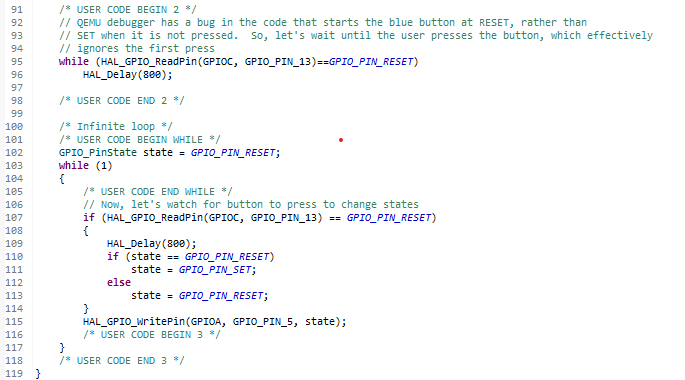 91 /* USER CODE BEGIN 2 */
92 // QEMU debugger has a bug in the code that starts the blue button at RESET, rather than
93 // SET when it is not pressed.  So, let's wait until the user presses the button, which effectively
94 // ignores the first press
95 while (HAL_GPIO_ReadPin(GPIOC, GPIO_PIN_13)==GPIO_PIN_RESET)
96     HAL_Delay(800);
97
98 /* USER CODE END 2 */
99
100 /* Infinite loop */
101 /* USER CODE BEGIN WHILE */
102 GPIO_PinState state = GPIO_PIN_RESET;
103 while (1)
104 {
105     /* USER CODE END WHILE */
106     // Now, let's watch for button to press to change states
107     if (HAL_GPIO_ReadPin(GPIOC, GPIO_PIN_13) == GPIO_PIN_RESET)
108     {
109         HAL_Delay(800);
110         if (state == GPIO_PIN_RESET)
111             state = GPIO_PIN_SET;
112         else
113             state = GPIO_PIN_RESET;
114     }
115     HAL_GPIO_WritePin(GPIOA, GPIO_PIN_5, state);
116     /* USER CODE BEGIN 3 */
117 }
118 /* USER CODE END 3 */
119 }